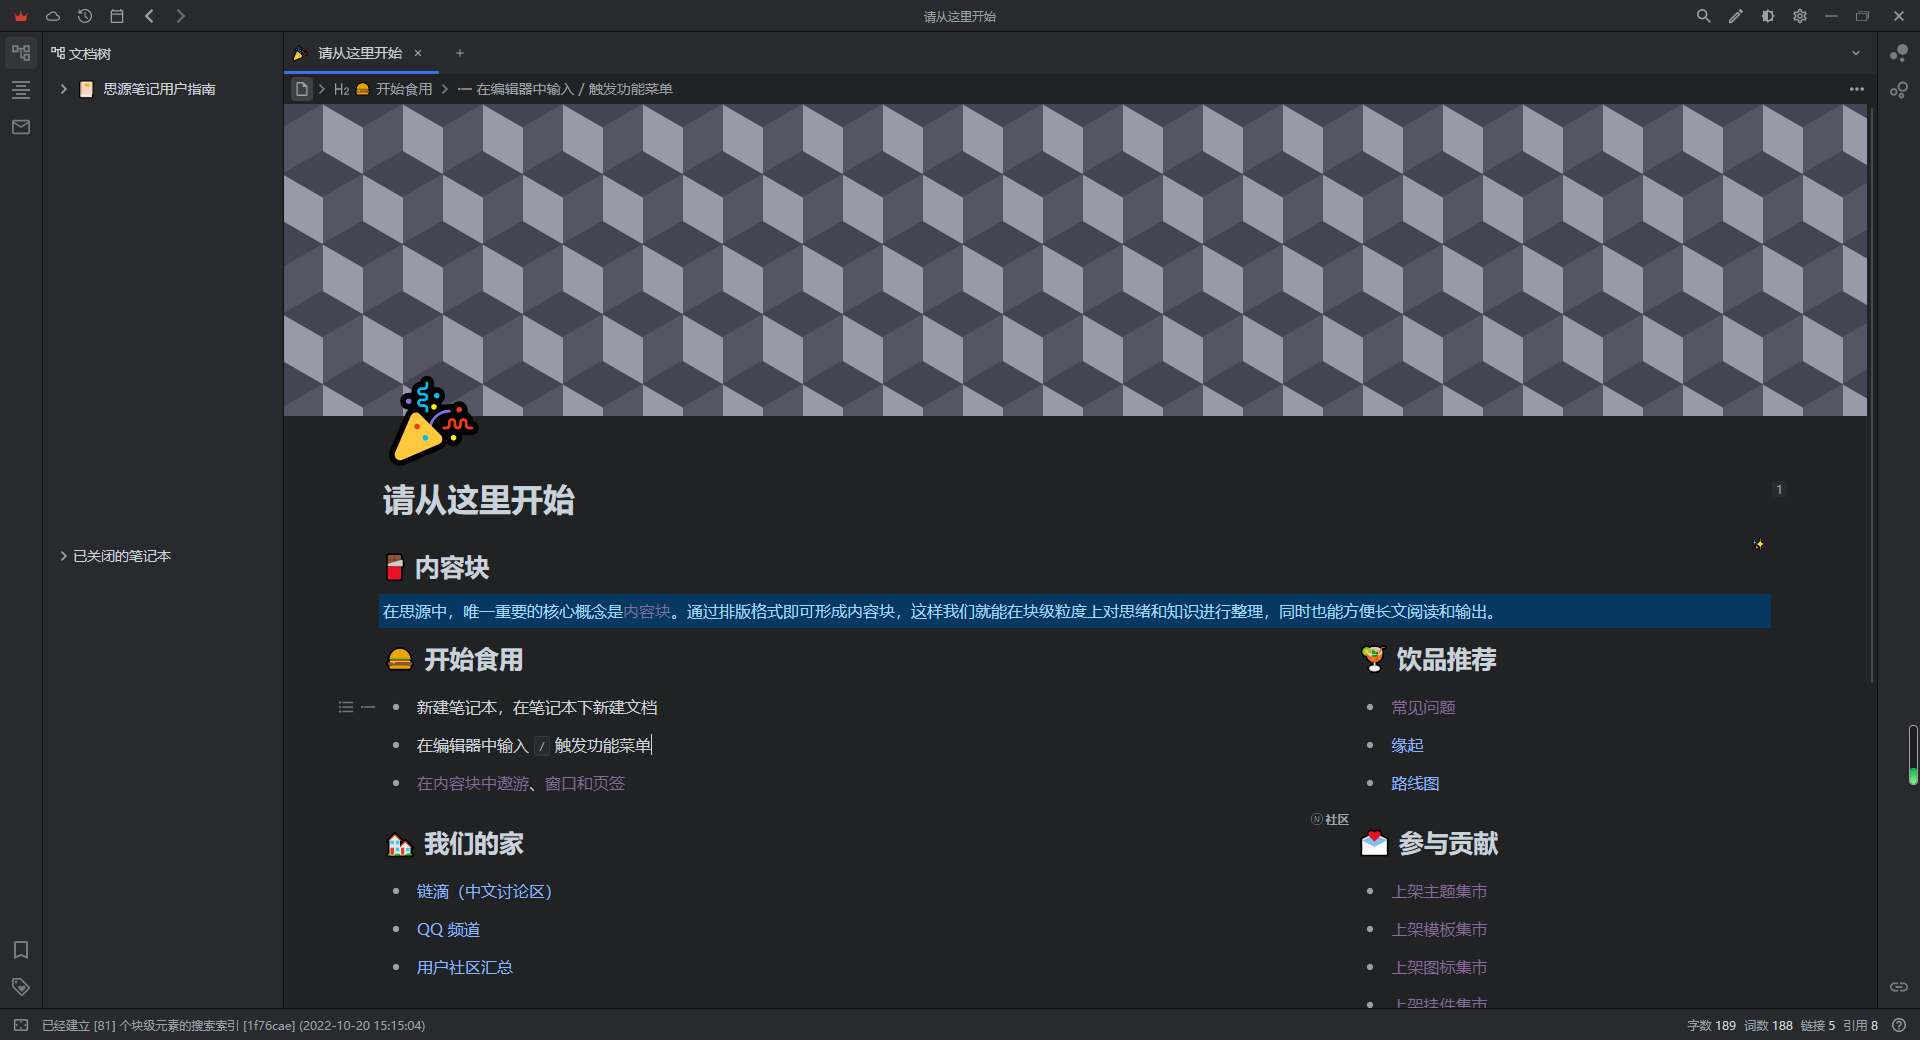 请从这里开始
文档树
思源笔记用户指南
已关闭的笔记本
请从这里开始
H2 开始食用
在编辑器中输入 / 触发功能菜单
请从这里开始
1
内容块
在思源中，唯一重要的核心概念是内容块。通过排版格式即可形成内容块，这样我们就能在块级粒度上对思绪和知识进行整理，同时也能方便长文阅读和输出。
开始食用
新建笔记本，在笔记本下新建文档
在编辑器中输入 / 触发功能菜单
在内容块中遨游、窗口和页签
饮品推荐
常见问题
缘起
路线图
我们的家
链滴（中文讨论区）
QQ 频道
用户社区汇总
N 社区
参与贡献
上架主题集市
上架模板集市
上架图标集市
上架挂件集市
已经建立 [81] 个块级元素的搜索索引 [1f76cae] (2022-10-20 15:15:04)
字数 189 词数 188 链接 5 引用 8